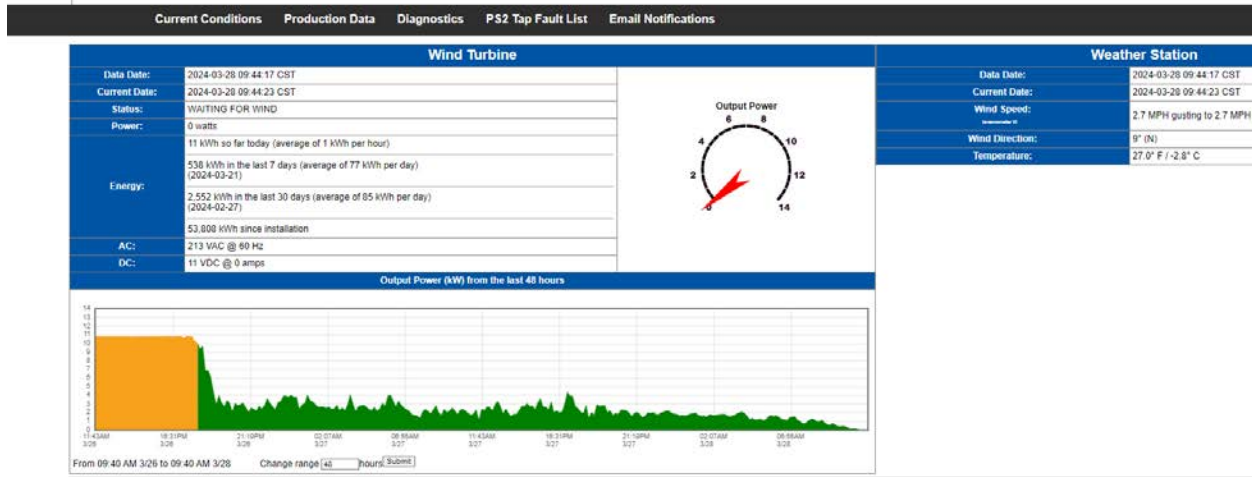 Current Conditions Production Data Diagnostics PS2 Tap Fault List Email Notifications
Wind Turbine
Data Date: 2024-03-28 09:44:17 CST
Current Date: 2024-03-28 09:44:23 CST
Status: WAITING FOR WIND
Power: 0 watts
Energy:
11 kWh so far today (average of 1 kWh per hour)
538 kWh in the last 7 days (average of 77 kWh per day)
(2024-03-21)
2,552 kWh in the last 30 days (average of 85 kWh per day)
(2024-02-27)
53,808 kWh since installation
AC: 213 VAC @ 60 Hz
DC: 11 VDC @ 0 amps
Output Power
0 2 4 6 8 10 12 14
Weather Station
Data Date: 2024-03-28 09:44:17 CST
Current Date: 2024-03-28 09:44:23 CST
Wind Speed: 2.7 MPH gusting to 2.7 MPH
Wind Direction: 9° (N)
Temperature: 27.0° F / -2.8° C
Output Power (kW) from the last 48 hours
14
13
12
11
10
9
8
7
6
5
4
3
2
1
0
11:43AM 18:31PM 21:19PM 02:07AM 11:43AM 18:31PM 21:19PM 02:07AM
3/26 3/26 3/26 3/27 3/27 3/27 3/27 3/27 3/28 3/28
From 09:40 AM 3/26 to 09:40 AM 3/28 Change range 48 hours Submit